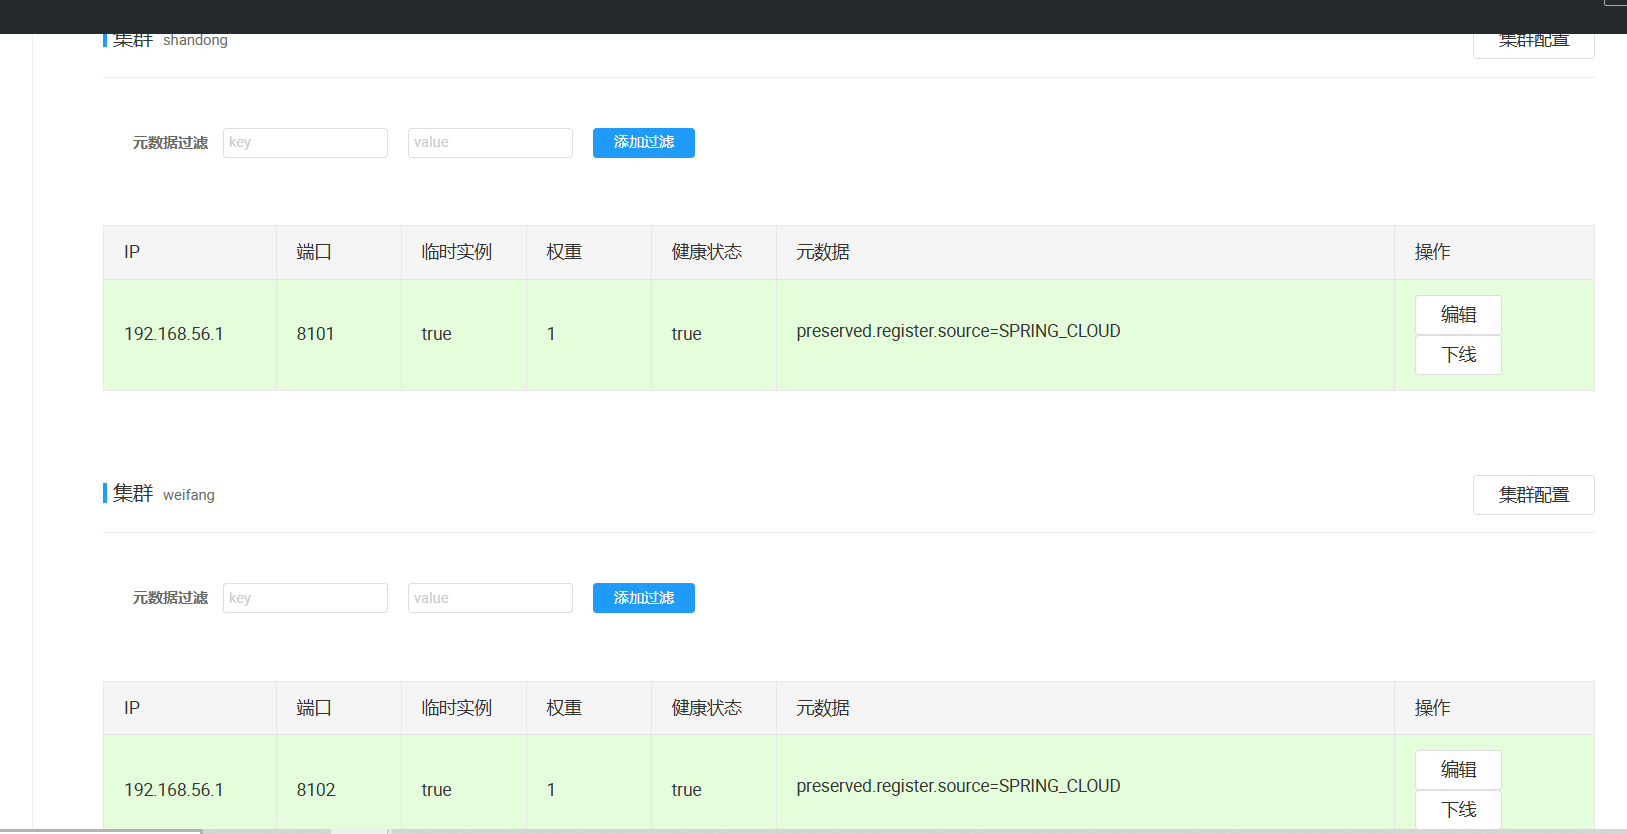 集群 shandong 集群配置
元数据过滤 key value 添加过滤
IP 端口 临时实例 权重 健康状态 元数据 操作
192.168.56.1 8101 true 1 true preserved.register.source=SPRING_CLOUD 编辑
下线
集群 weifang 集群配置
元数据过滤 key value 添加过滤
IP 端口 临时实例 权重 健康状态 元数据 操作
192.168.56.1 8102 true 1 true preserved.register.source=SPRING_CLOUD 编辑
下线